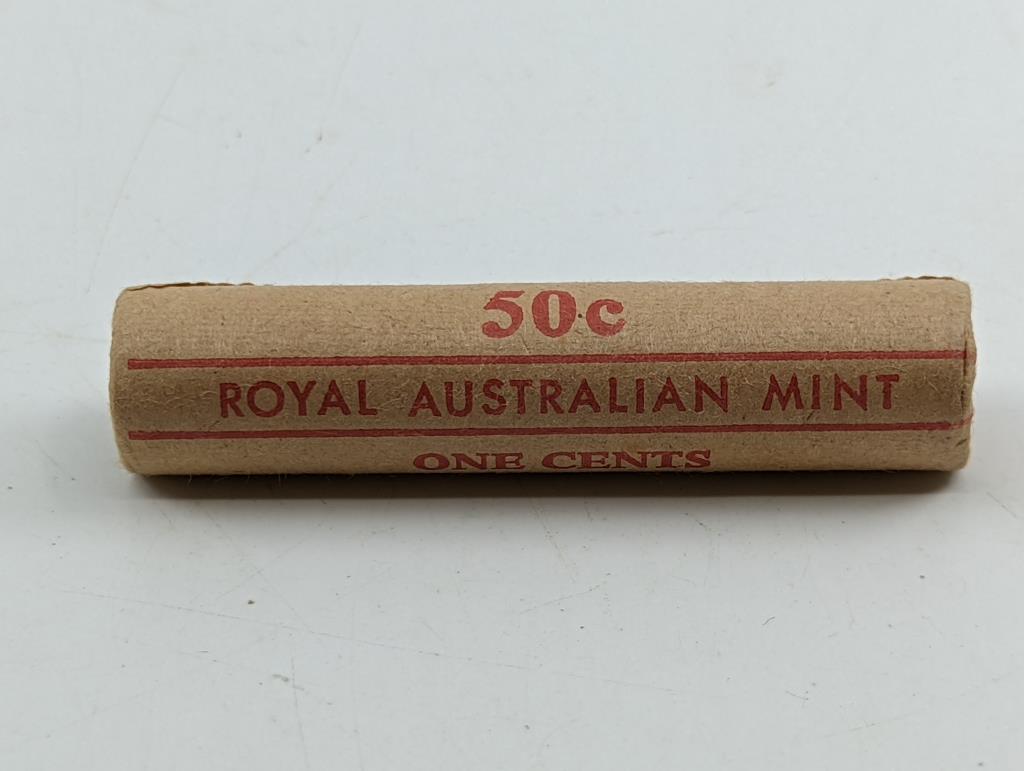 50c
ROYAL AUSTRALIAN MINT
ONE CENTS